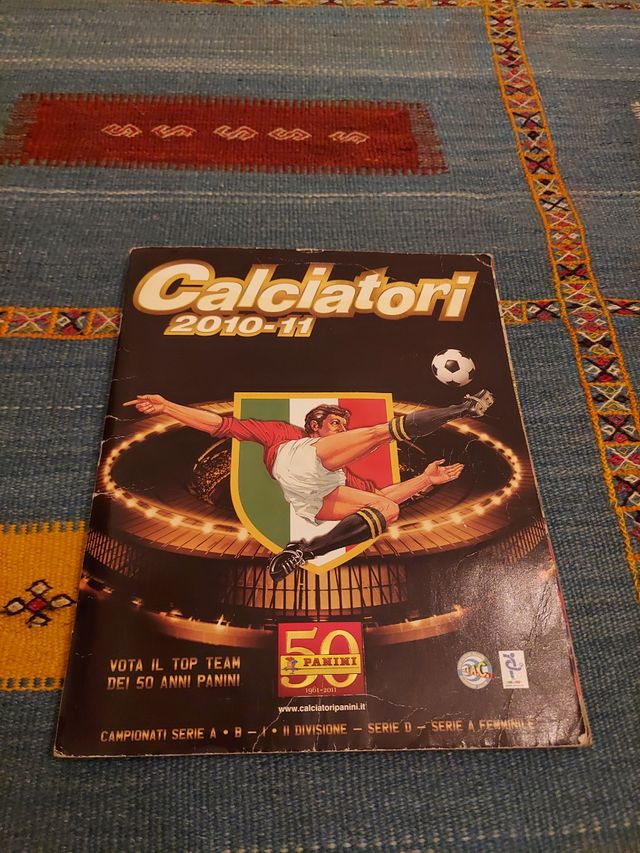 Calciatori
2010-11
VOTA IL TOP TEAM
DEI 50 ANNI PANINI
50
PANINI
1961-2011
www.calciatoripanini.it
AIC
CAMPIONATI SERIE A • B - I • II DIVISIONE - SERIE D - SERIE A FEMMINILE